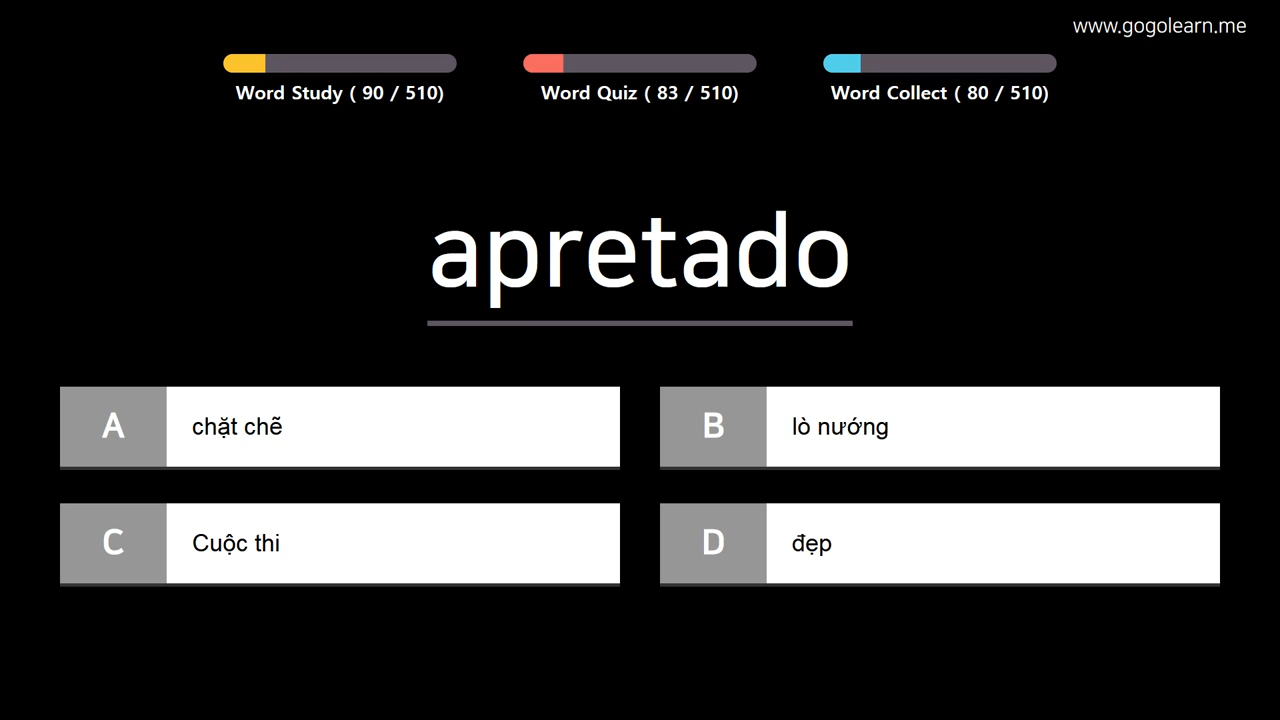 www.gogolearn.me
Word Study ( 90 / 510)
Word Quiz ( 83 / 510)
Word Collect ( 80 / 510)
apretado
A chặt chẽ
B lò nướng
C Cuộc thi
D đẹp